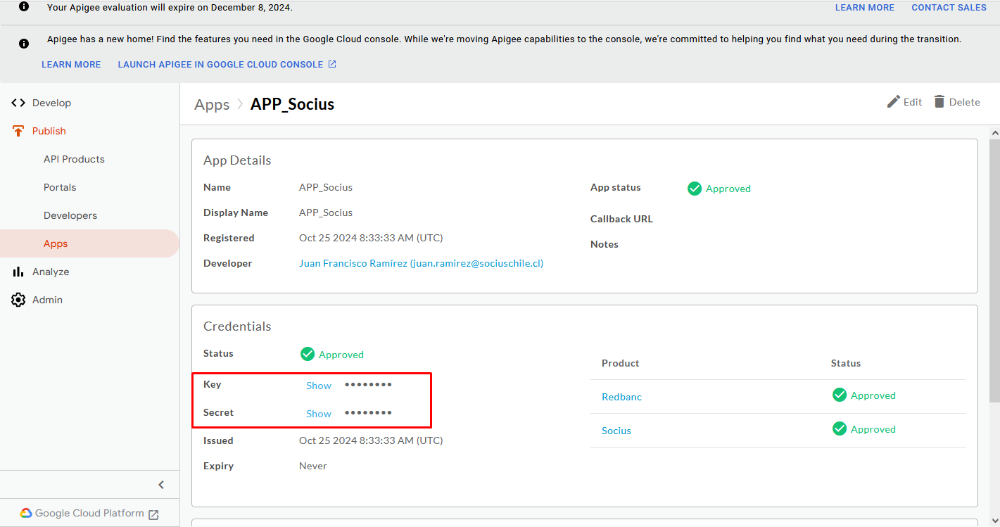 Your Apigee evaluation will expire on December 8, 2024.
LEARN MORE CONTACT SALES
Apigee has a new home! Find the features you need in the Google Cloud console. While we're moving Apigee capabilities to the console, we're committed to helping you find what you need during the transition.
LEARN MORE LAUNCH APIGEE IN GOOGLE CLOUD CONSOLE
Develop
Publish
API Products
Portals
Developers
Apps
Analyze
Admin
Google Cloud Platform
Apps > APP_Socius
Edit Delete
App Details
Name APP_Socius
Display Name APP_Socius
Registered Oct 25 2024 8:33:33 AM (UTC)
Developer Juan Francisco Ramírez (juan.ramirez@sociuschile.cl)
App status Approved
Callback URL
Notes
Credentials
Status Approved
Key Show ••••••••
Secret Show ••••••••
Issued Oct 25 2024 8:33:33 AM (UTC)
Expiry Never
Product Status
Redbanc Approved
Socius Approved